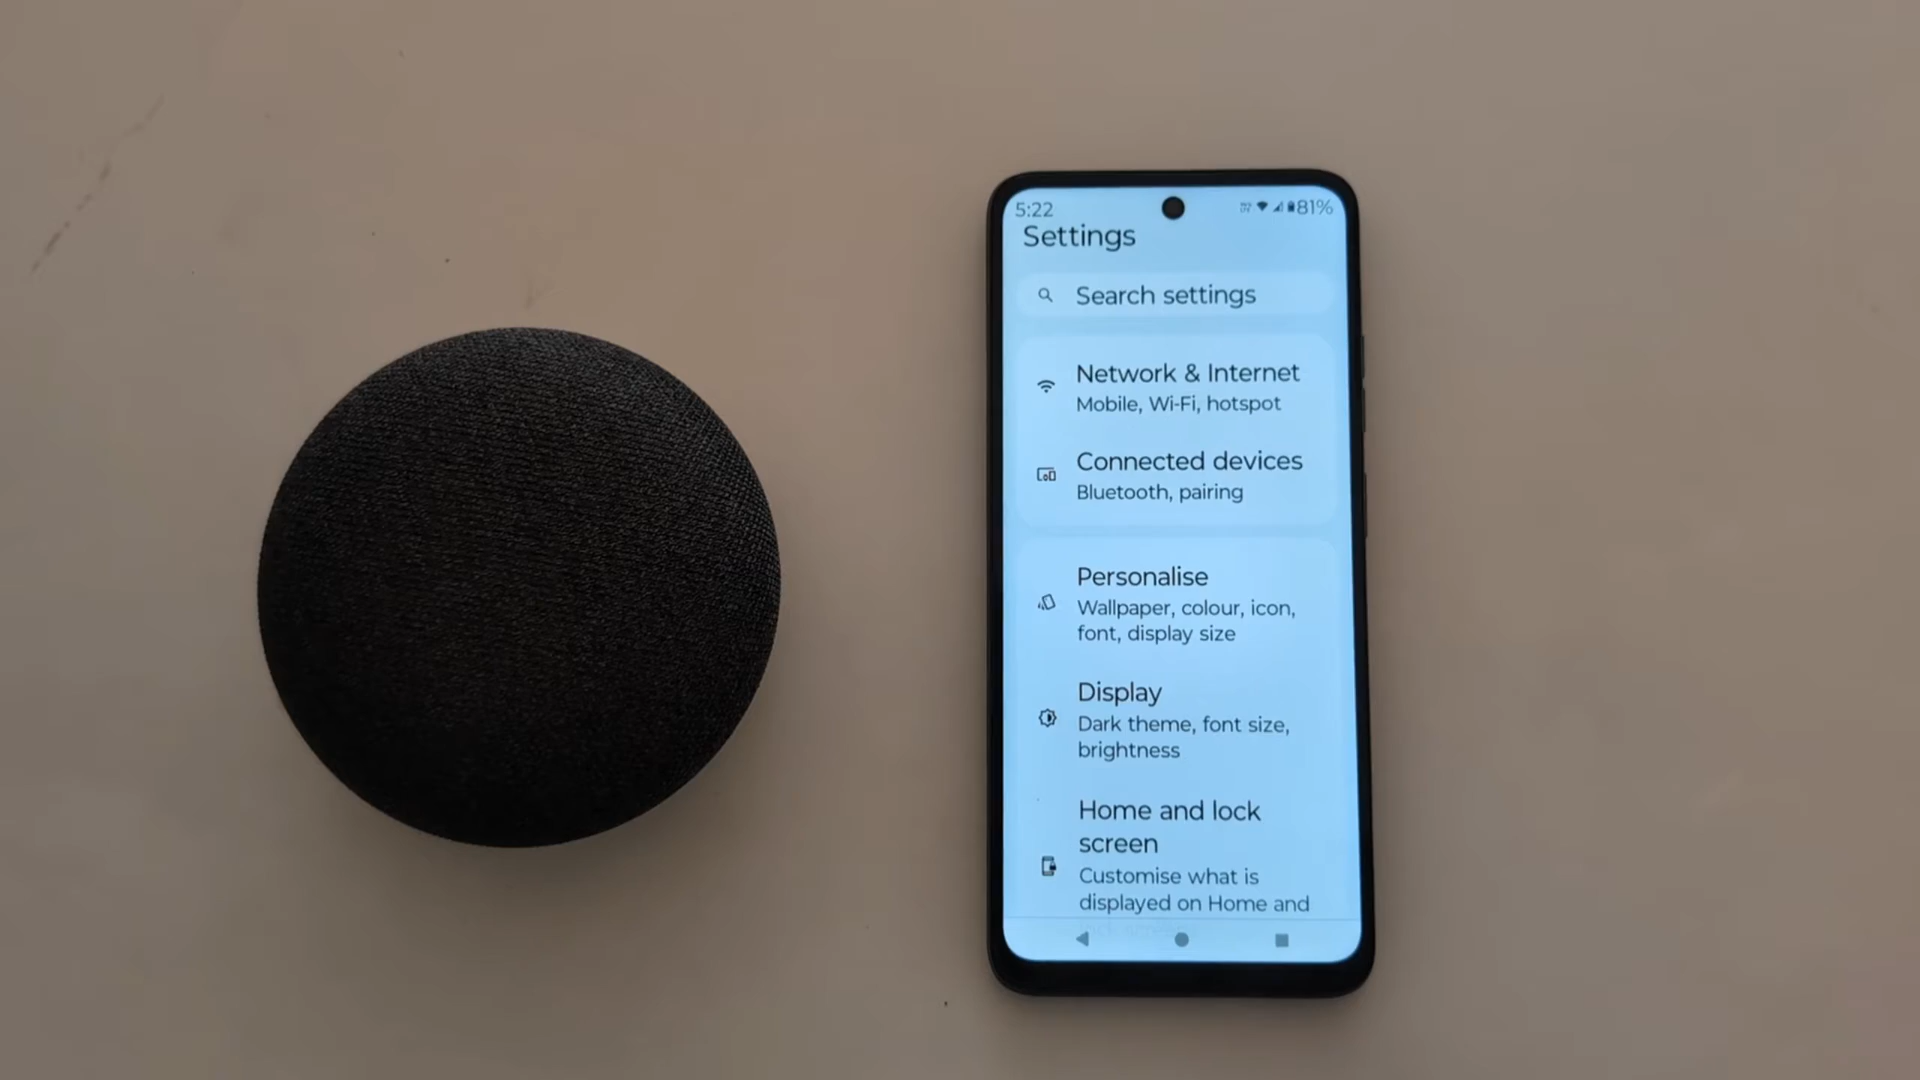 5:22
81%
Settings
Search settings
Network & Internet
Mobile, Wi-Fi, hotspot
Connected devices
Bluetooth, pairing
Personalise
Wallpaper, colour, icon,
font, display size
Display
Dark theme, font size,
brightness
Home and lock
screen
Customise what is
displayed on Home and